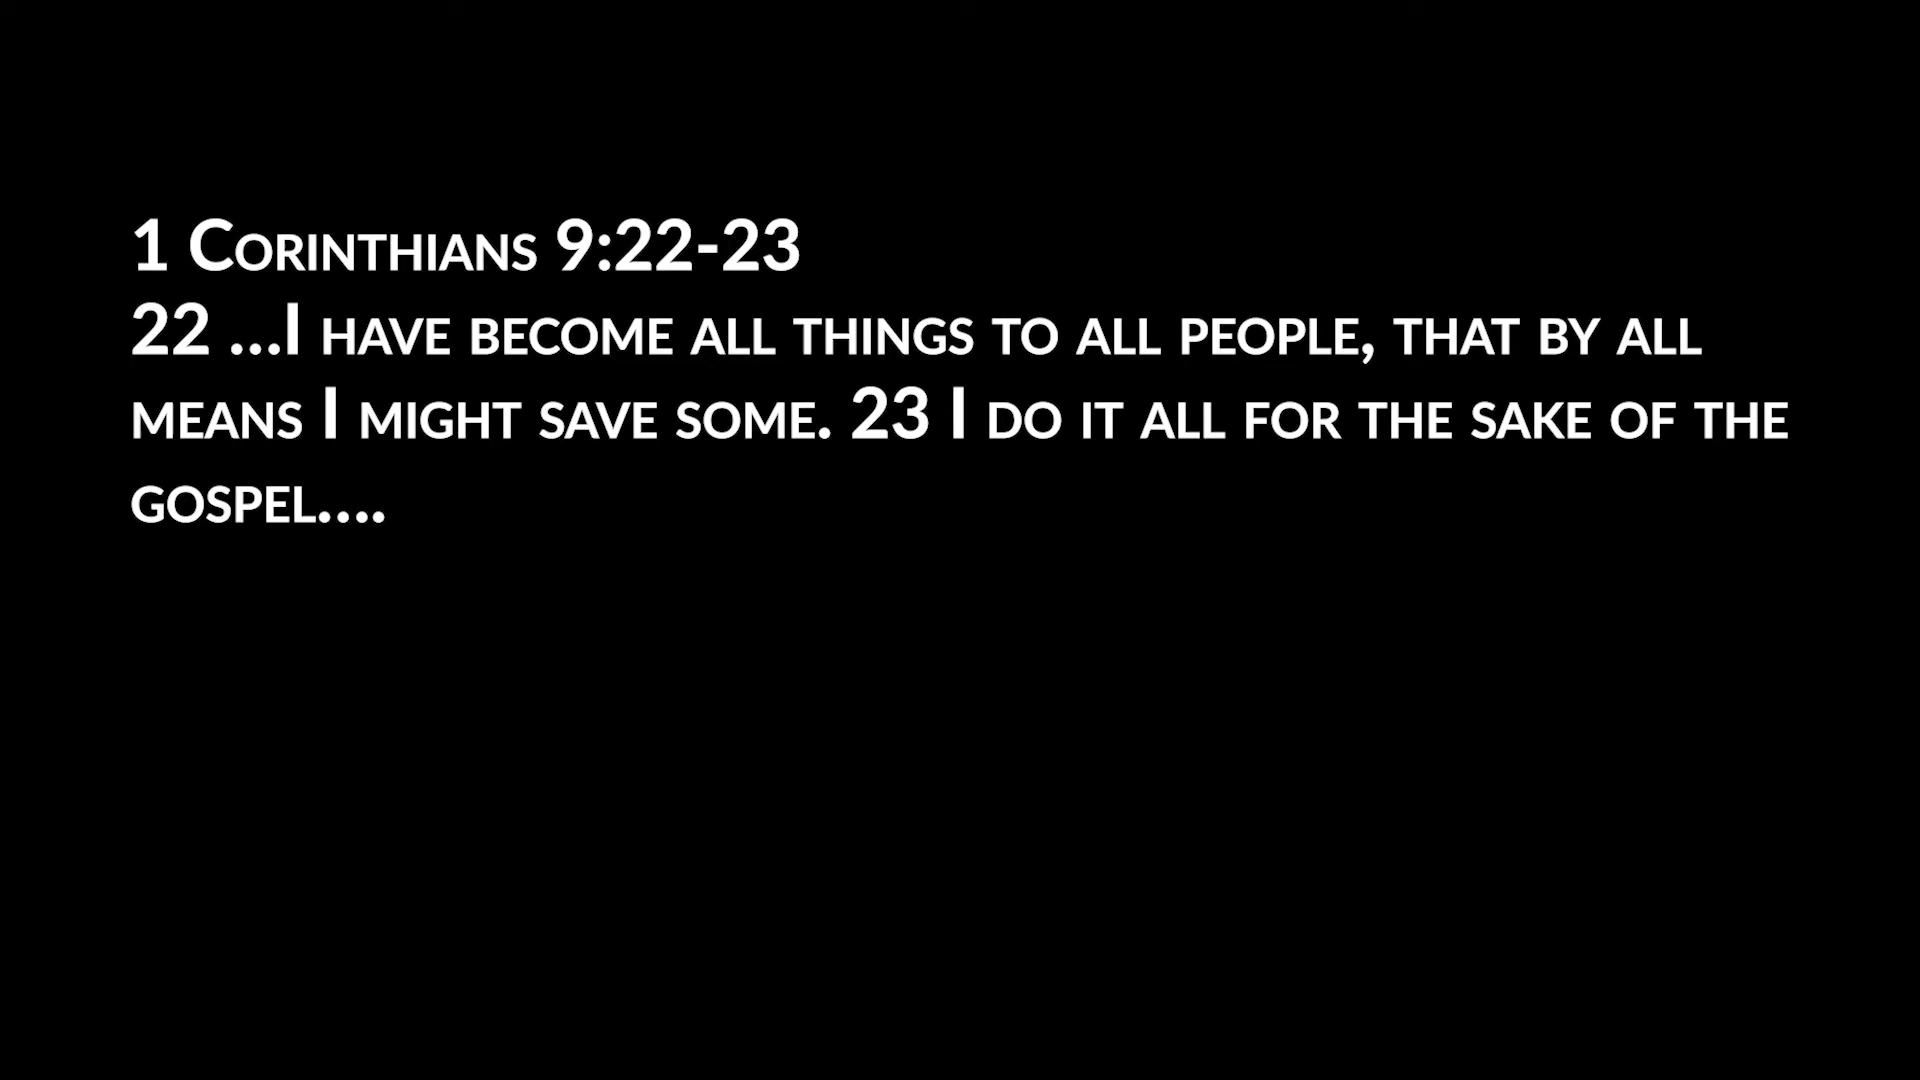 1 Corinthians 9:22-23
22 ...I have become all things to all people, that by all
means I might save some. 23 I do it all for the sake of the
gospel....